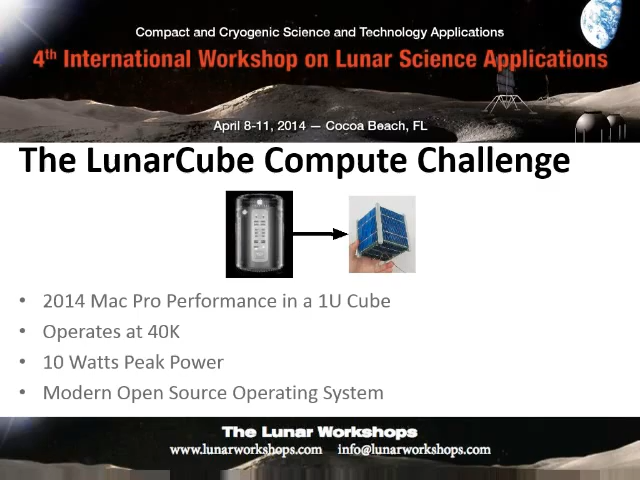 Compact and Cryogenic Science and Technology Applications
4th International Workshop on Lunar Science Applications
April 8-11, 2014 — Cocoa Beach, FL
The LunarCube Compute Challenge
• 2014 Mac Pro Performance in a 1U Cube
• Operates at 40K
• 10 Watts Peak Power
• Modern Open Source Operating System
The Lunar Workshops
www.lunarworkshops.com info@lunarworkshops.com